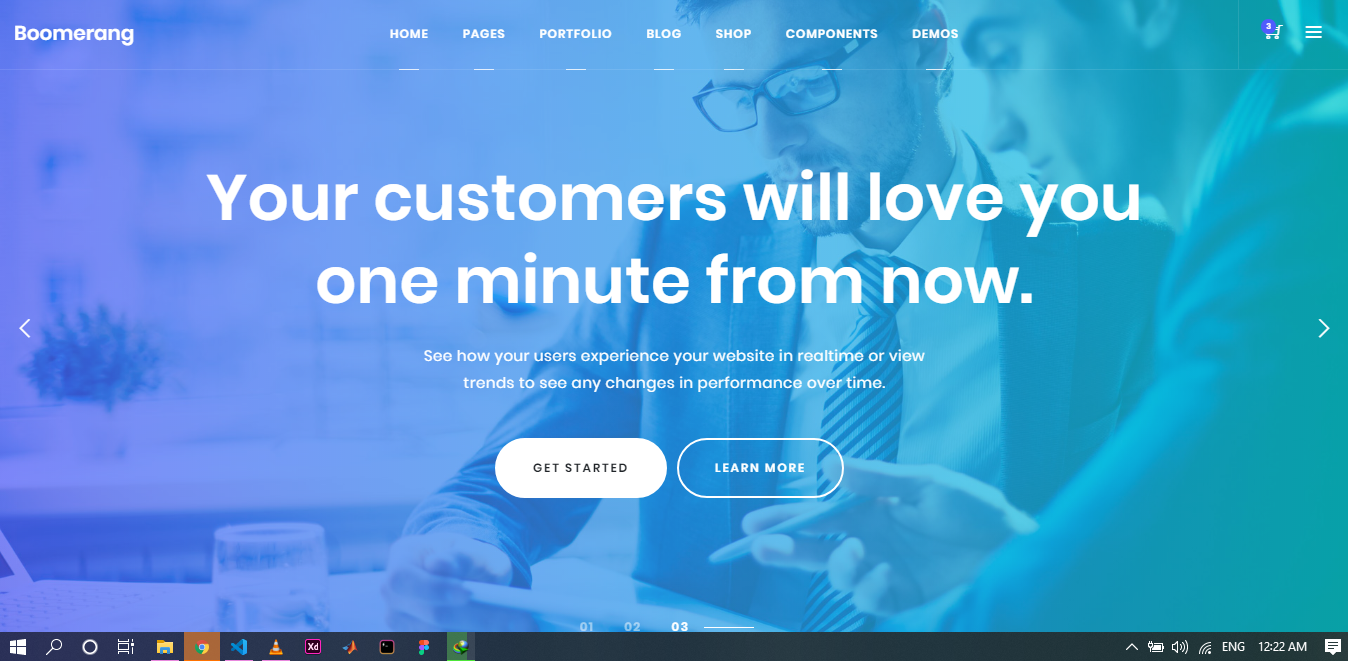 Boomerang
HOME PAGES PORTFOLIO BLOG SHOP COMPONENTS DEMOS
3
Your customers will love you
one minute from now.
See how your users experience your website in realtime or view
trends to see any changes in performance over time.
GET STARTED LEARN MORE
01 02 03
Xd
ENG 12:22 AM